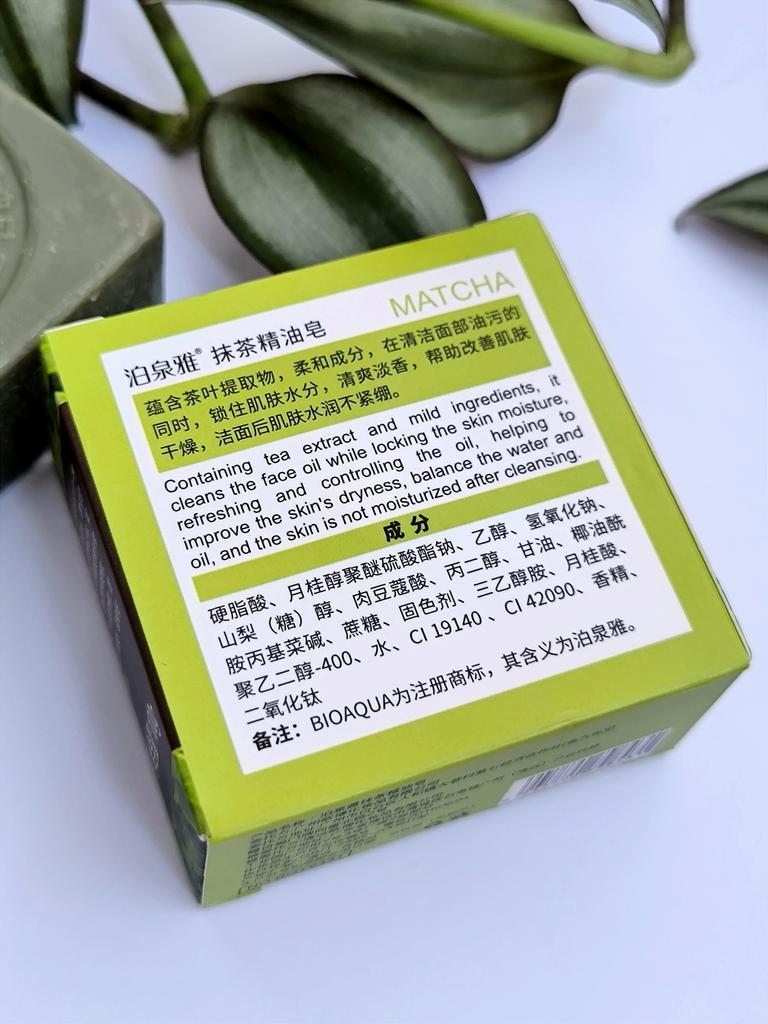 MATCHA
泊泉雅® 抹茶精油皂
蕴含茶叶提取物，柔和成分，在清洁面部油污的
同时，锁住肌肤水分，清爽淡香，帮助改善肌肤
干燥，洁面后肌肤水润不紧绷。
Containing tea extract and mild ingredients, it
cleans the face oil while locking the skin moisture,
refreshing and controlling the oil, helping to
improve the skin's dryness, balance the water and
oil, and the skin is not moisturized after cleansing.
成分
硬脂酸、月桂醇聚醚硫酸酯钠、乙醇、氢氧化钠、
山梨（糖）醇、肉豆蔻酸、丙二醇、甘油、椰油酰
胺丙基菜碱、蔗糖、固色剂、三乙醇胺、月桂酸、
聚乙二醇-400、水、CI 19140 、CI 42090、香精、
二氧化钛
备注：BIOAQUA为注册商标，其含义为泊泉雅。